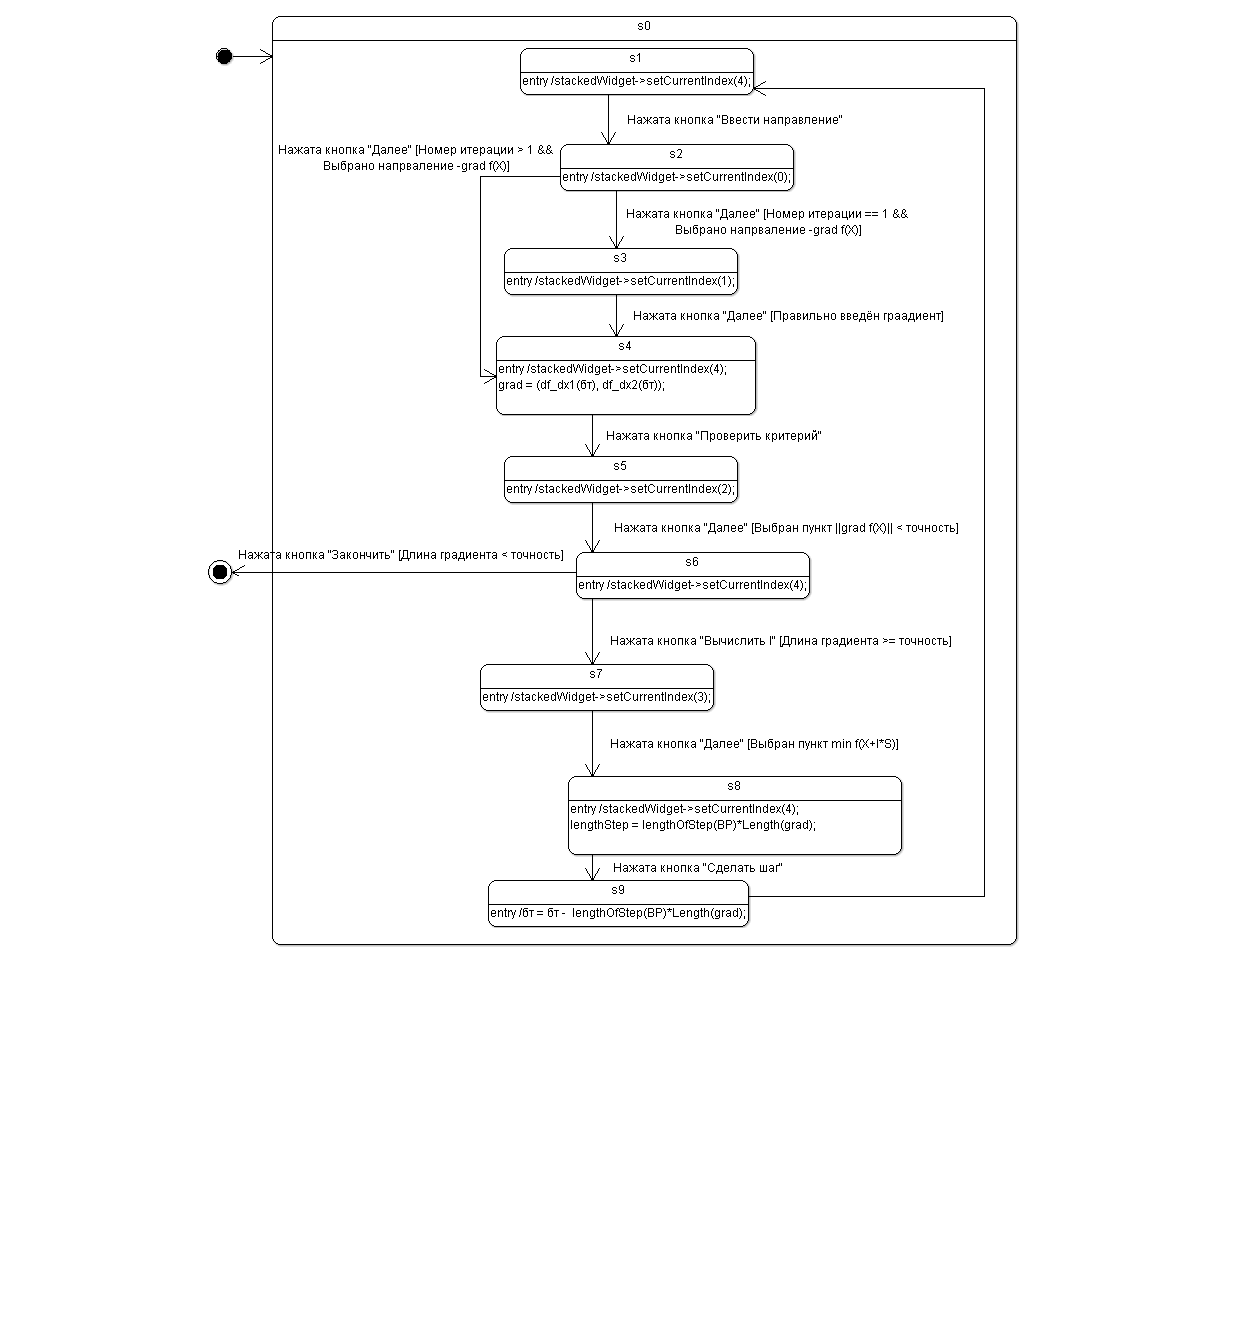 s0
s1
entry /stackedWidget->setCurrentIndex(4);
Нажата кнопка "Ввести направление"
Нажата кнопка "Далее" [Номер итерации > 1 &&
Выбрано напрваление -grad f(X)]
s2
entry /stackedWidget->setCurrentIndex(0);
Нажата кнопка "Далее" [Номер итерации == 1 &&
Выбрано напрваление -grad f(X)]
s3
entry /stackedWidget->setCurrentIndex(1);
Нажата кнопка "Далее" [Правильно введён граадиент]
s4
entry /stackedWidget->setCurrentIndex(4);
grad = (df_dx1(бт), df_dx2(бт));
Нажата кнопка "Проверить критерий"
s5
entry /stackedWidget->setCurrentIndex(2);
Нажата кнопка "Далее" [Выбран пункт ||grad f(X)|| < точность]
Нажата кнопка "Закончить" [Длина градиента < точность]
s6
entry /stackedWidget->setCurrentIndex(4);
Нажата кнопка "Вычислить l" [Длина градиента >= точность]
s7
entry /stackedWidget->setCurrentIndex(3);
Нажата кнопка "Далее" [Выбран пункт min f(X+l*S)]
s8
entry /stackedWidget->setCurrentIndex(4);
lengthStep = lengthOfStep(BP)*Length(grad);
Нажата кнопка "Сделать шаг"
s9
entry /бт = бт - lengthOfStep(BP)*Length(grad);